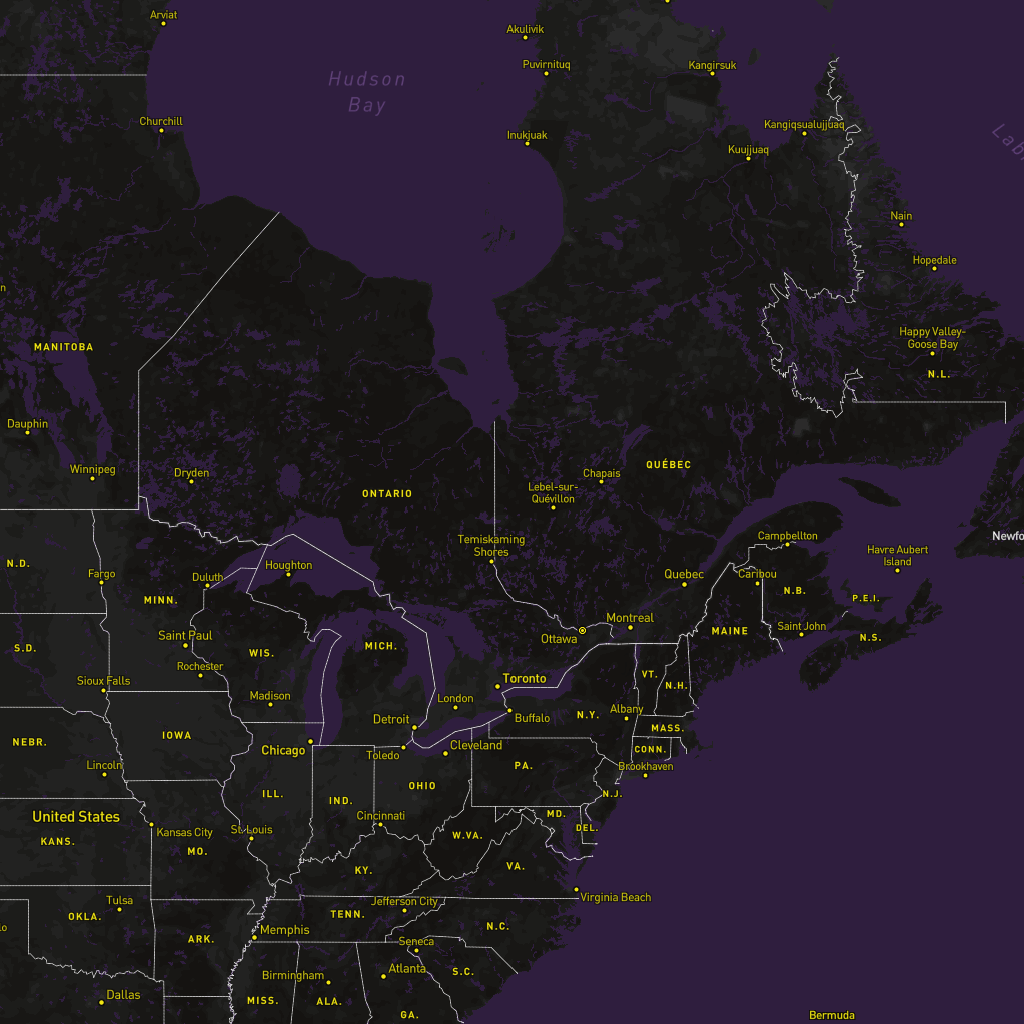 Arviat
Akulivik
Puvirnituq
Kangirsuk
Hudson
Bay
Churchill
Kangiqsualujjuaq
Inukjuak
Kuujjuaq
Nain
Hopedale
MANITOBA
Happy Valley-
Goose Bay
N.L.
Dauphin
Winnipeg
Dryden
ONTARIO
Chapais
QUÉBEC
Lebel-sur-
Quévillon
Temiskaming
Shores
Campbellton
Havre Aubert
Island
N.D.
Fargo
Duluth
Houghton
Quebec
Caribou
N.B.
P.E.I.
MINN.
Montreal
Saint John
N.S.
MAINE
Ottawa
Saint Paul
S.D.
WIS.
MICH.
Rochester
VT.
N.H.
Sioux Falls
Toronto
Madison
London
Albany
N.Y.
Buffalo
Detroit
MASS.
NEBR.
IOWA
Chicago
Cleveland
CONN.
Toledo
Lincoln
PA.
Brookhaven
ILL.
IND.
OHIO
N.J.
United States
Cincinnati
MD.
DEL.
KANS.
Kansas City
St. Louis
MO.
W.VA.
KY.
VA.
Tulsa
Jefferson City
Virginia Beach
OKLA.
TENN.
N.C.
Memphis
ARK.
Seneca
Birmingham
Atlanta
S.C.
Dallas
MISS.
ALA.
GA.
Bermuda